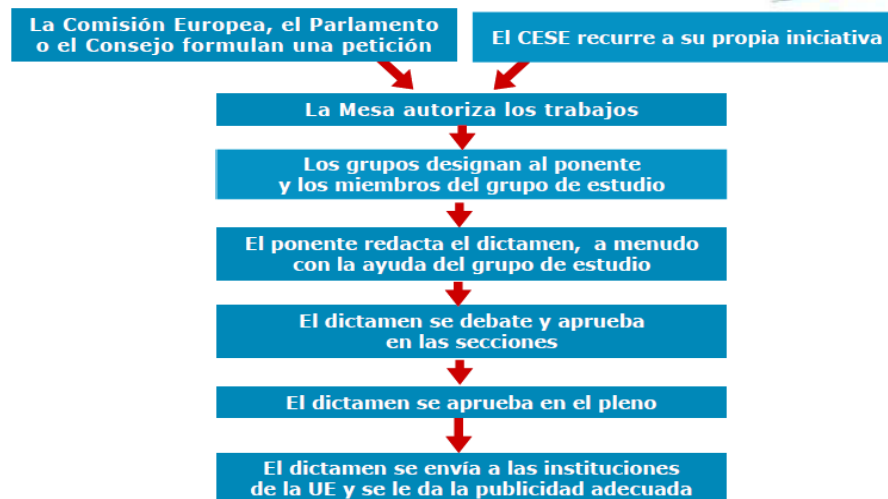 La Comisión Europea, el Parlamento
o el Consejo formulan una petición
El CESE recurre a su propia iniciativa
La Mesa autoriza los trabajos
Los grupos designan al ponente
y los miembros del grupo de estudio
El ponente redacta el dictamen, a menudo
con la ayuda del grupo de estudio
El dictamen se debate y aprueba
en las secciones
El dictamen se aprueba en el pleno
El dictamen se envía a las instituciones
de la UE y se le da la publicidad adecuada